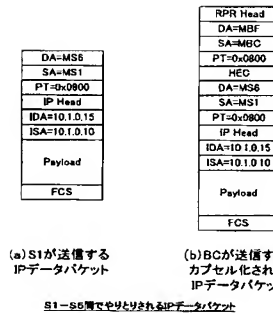 DA=MS6
SA=MS1
PT=0x0800
IP Head
IDA=10.1.0.15
ISA=10.1.0.10
Payload
FCS
(a)S1が送信する
IPデータパケット
RPR Head
DA=MBF
SA=MBC
PT=0x0800
HEC
DA=MS6
SA=MS1
PT=0x0800
IP Head
IDA=10.1.0.15
ISA=10.1.0.10
Payload
FCS
(b)BCが送信す
カプセル化され
IPデータパケッ
S1-S6間でやりとりされるIPデータパケット